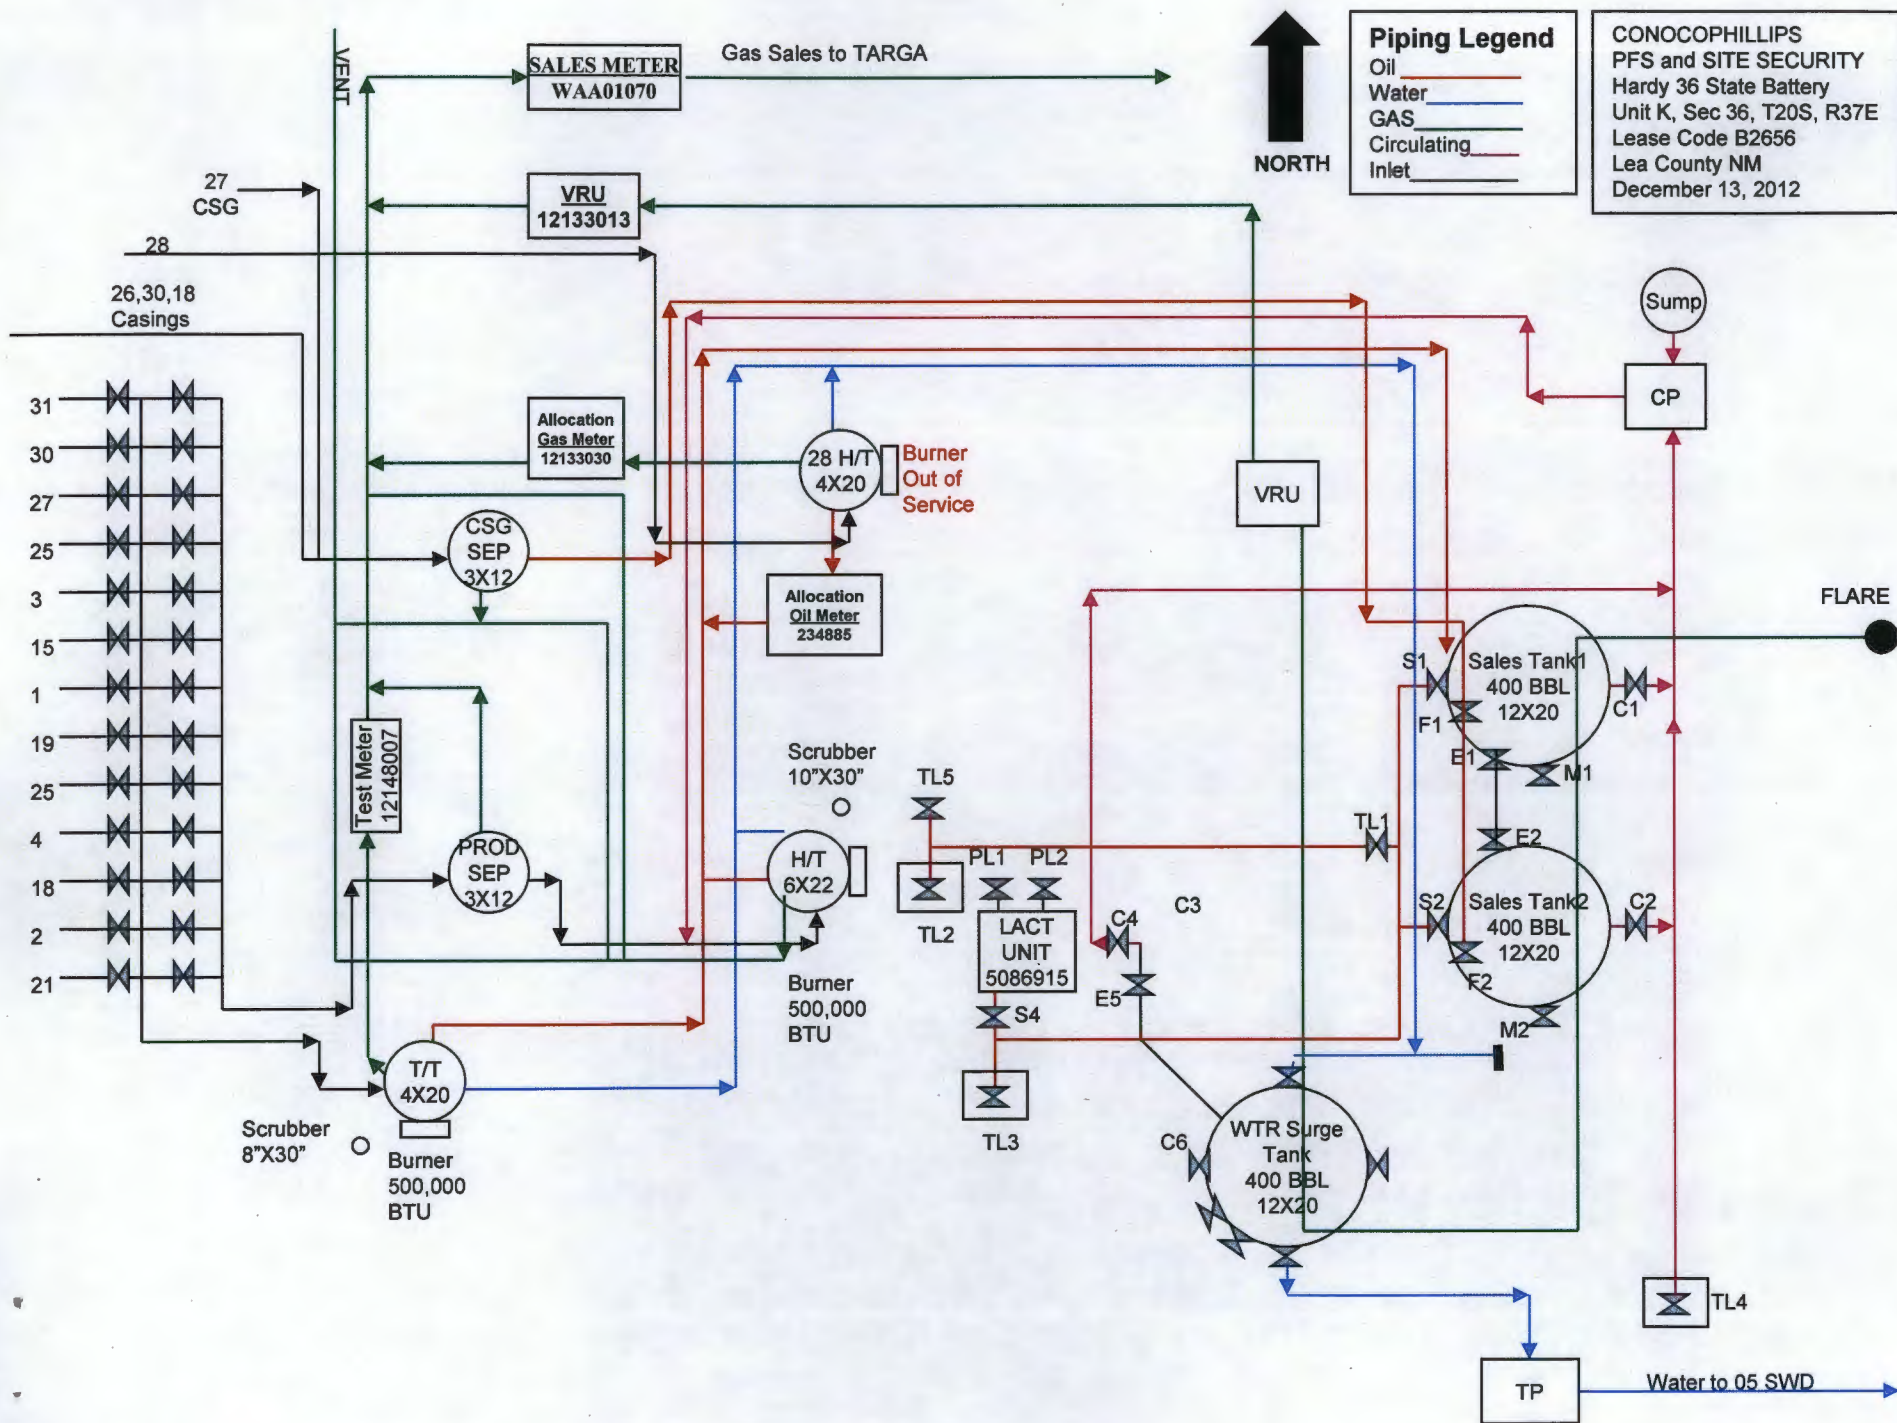 VENT
SALES METER
WAA01070
Gas Sales to TARGA
NORTH
Piping Legend
Oil
Water
GAS
Circulating
Inlet
CONOCOPHILLIPS
PFS and SITE SECURITY
Hardy 36 State Battery
Unit K, Sec 36, T20S, R37E
Lease Code B2656
Lea County NM
December 13, 2012
27
CSG
VRU
12133013
28
26,30,18
Casings
Sump
CP
31
30
27
25
3
15
1
19
25
4
18
2
21
Allocation
Gas Meter
12133030
28 H/T
4X20
Burner
Out of
Service
VRU
CSG
SEP
3X12
Allocation
Oil Meter
234885
FLARE
S1
Sales Tank1
400 BBL
12X20
F1
C1
E1
M1
Test Meter
12148007
Scrubber
10"X30"
TL5
TL1
E2
PROD
SEP
3X12
H/T
6X22
PL1
PL2
TL2
LACT
UNIT
5086915
C4
C3
E5
S2
Sales Tank2
400 BBL
12X20
C2
F2
M2
Burner
500,000
BTU
S4
T/T
4X20
TL3
Scrubber
8"X30"
Burner
500,000
BTU
C6
WTR Surge
Tank
400 BBL
12X20
TL4
TP
Water to 05 SWD